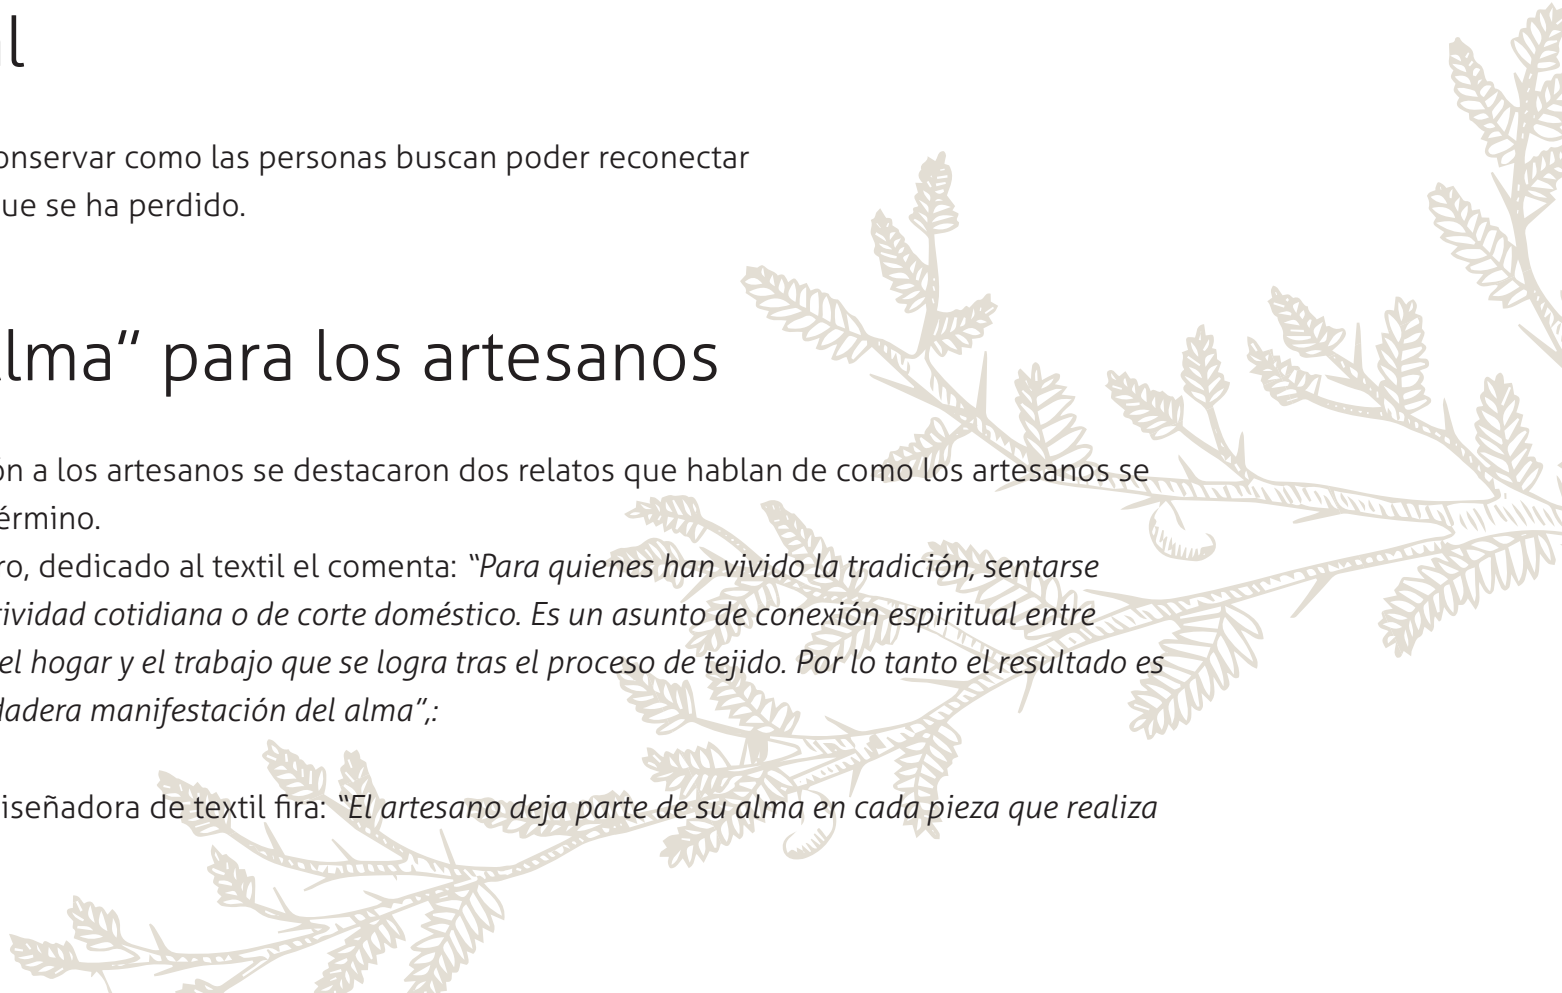 al
onservar como las personas buscan poder reconectar
ue se ha perdido.
lma“ para los artesanos
ón a los artesanos se destacaron dos relatos que hablan de como los artesanos se
érmino.
ro, dedicado al textil el comenta: “Para quienes han vivido la tradición, sentarse
tividad cotidiana o de corte doméstico. Es un asunto de conexión espiritual entre
el hogar y el trabajo que se logra tras el proceso de tejido. Por lo tanto el resultado es
dadera manifestación del alma”,:
iseñadora de textil fira: “El artesano deja parte de su alma en cada pieza que realiza